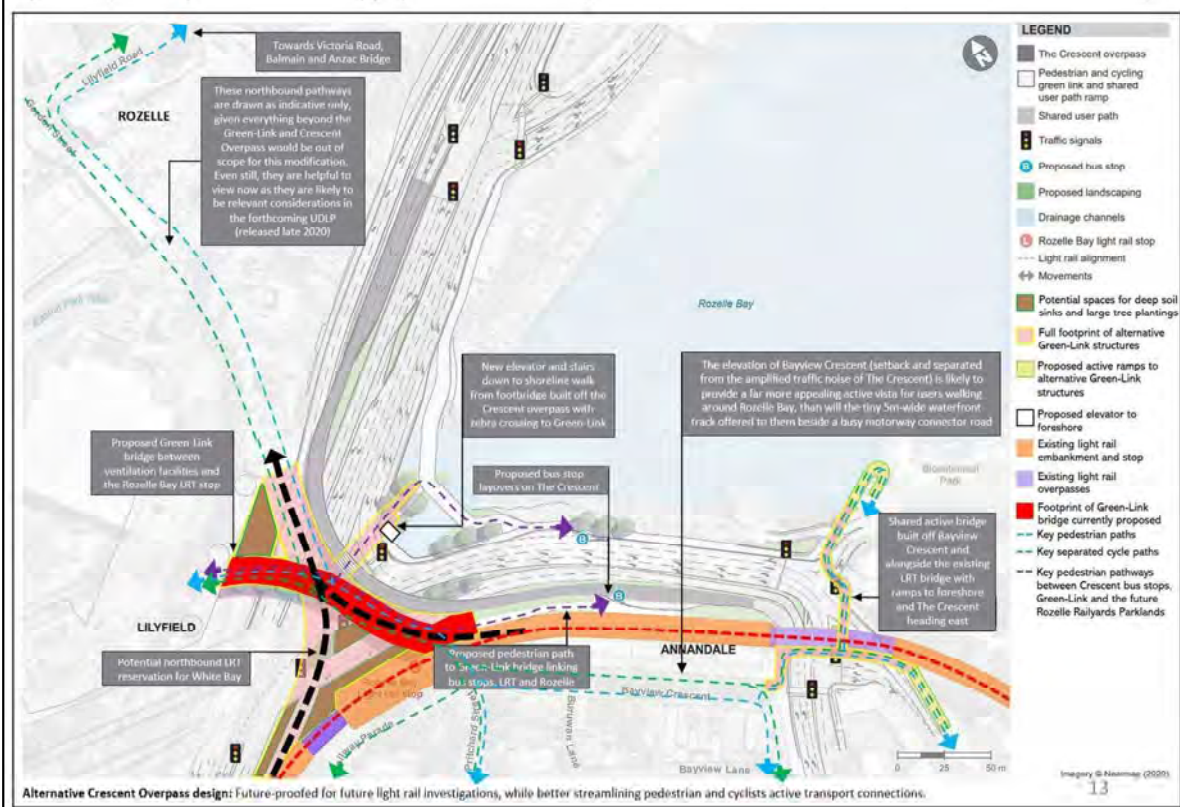 Towards Victoria Road,
Balmain and Anzac Bridge
Lilyfield Road
Gordon Street
ROZELLE
These northbound pathways
are drawn as indicative only,
given everything beyond the
Green-Link and Crescent
Overpass would be out of
scope for this modification.
Even still, they are helpful to
view now as they are likely to
be relevant considerations in
the forthcoming UDLP
(released late 2020)
N
Rozelle Bay
New elevator and stairs
down to shoreline walk
from footbridge built off the
Crescent overpass with
zebra crossing to Green-Link
The elevation of Bayview Crescent (setback and separated
from the amplified traffic noise of The Crescent) is likely to
provide a far more appealing active vista for users walking
around Rozelle Bay, than will the tiny 5m-wide waterfront
track offered to them beside a busy motorway connector road
Proposed Green-Link
bridge between
ventilation facilities and
the Rozelle Bay LRT stop
Proposed bus stop
layovers on The Crescent
B
B
Bicentennial
Park
Shared active bridge
built off Bayview
Crescent and
alongside the existing
LRT bridge with
ramps to foreshore
and The Crescent
heading east
LILYFIELD
Potential northbound LRT
reservation for White Bay
Proposed pedestrian path
to Green-Link bridge linking
bus stops, LRT and Rozelle
ANNANDALE
Bayview Crescent
Railway Parade
Pritchard Street
Buruwan Lane
Bayview Lane
0 25 50 m
LEGEND
The Crescent overpass
Pedestrian and cycling
green link and shared
user path ramp
Shared user path
Traffic signals
B Proposed bus stop
Proposed landscaping
Drainage channels
L Rozelle Bay light rail stop
Light rail alignment
Movements
Potential spaces for deep soil
sinks and large tree plantings
Full footprint of alternative
Green-Link structures
Proposed active ramps to
alternative Green-Link
structures
Proposed elevator to
foreshore
Existing light rail
embankment and stop
Existing light rail
overpasses
Footprint of Green-Link
bridge currently proposed
Key pedestrian paths
Key separated cycle paths
Key pedestrian pathways
between Crescent bus stops,
Green-Link and the future
Rozelle Railyards Parklands
Imagery © Nearmap (2020)
13
Alternative Crescent Overpass design: Future-proofed for future light rail investigations, while better streamlining pedestrian and cyclists active transport connections.